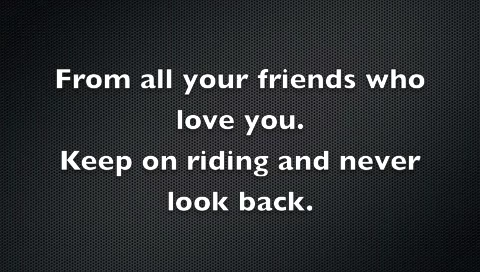 From all your friends who
love you.
Keep on riding and never
look back.